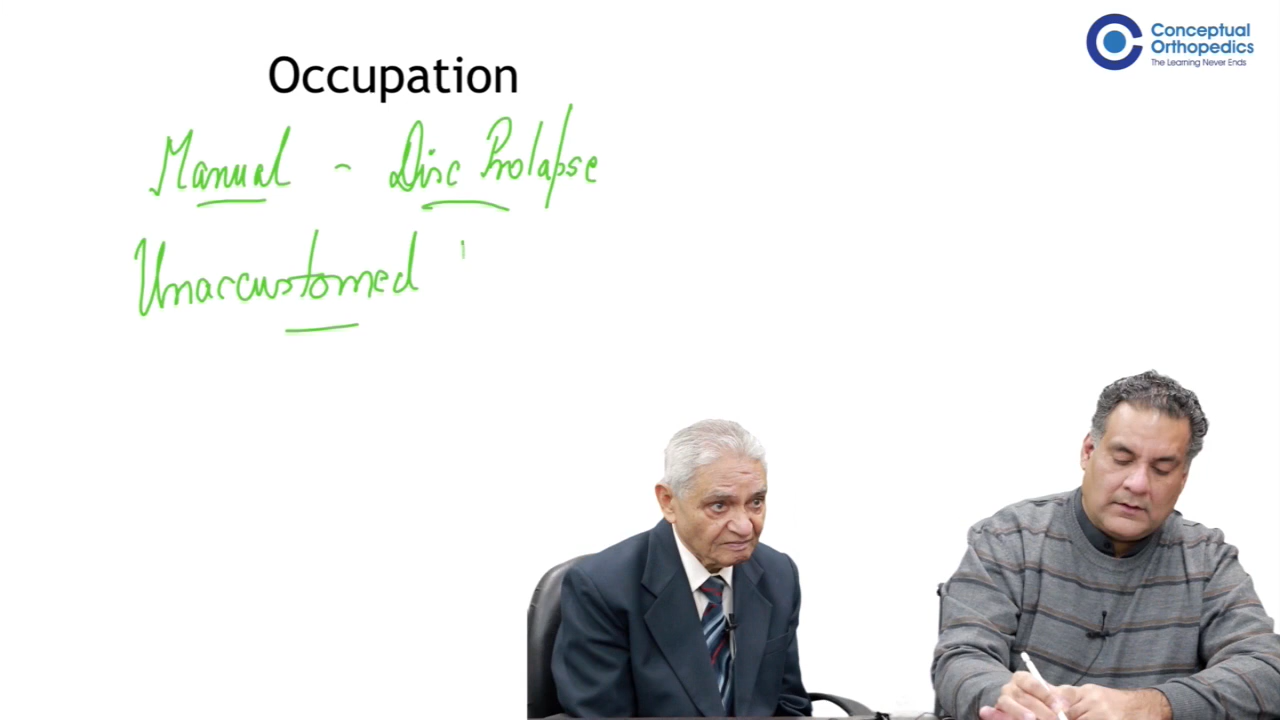 Conceptual
Orthopedics
The Learning Never Ends
Occupation
Manual - Disc Prolapse
Unaccustomed